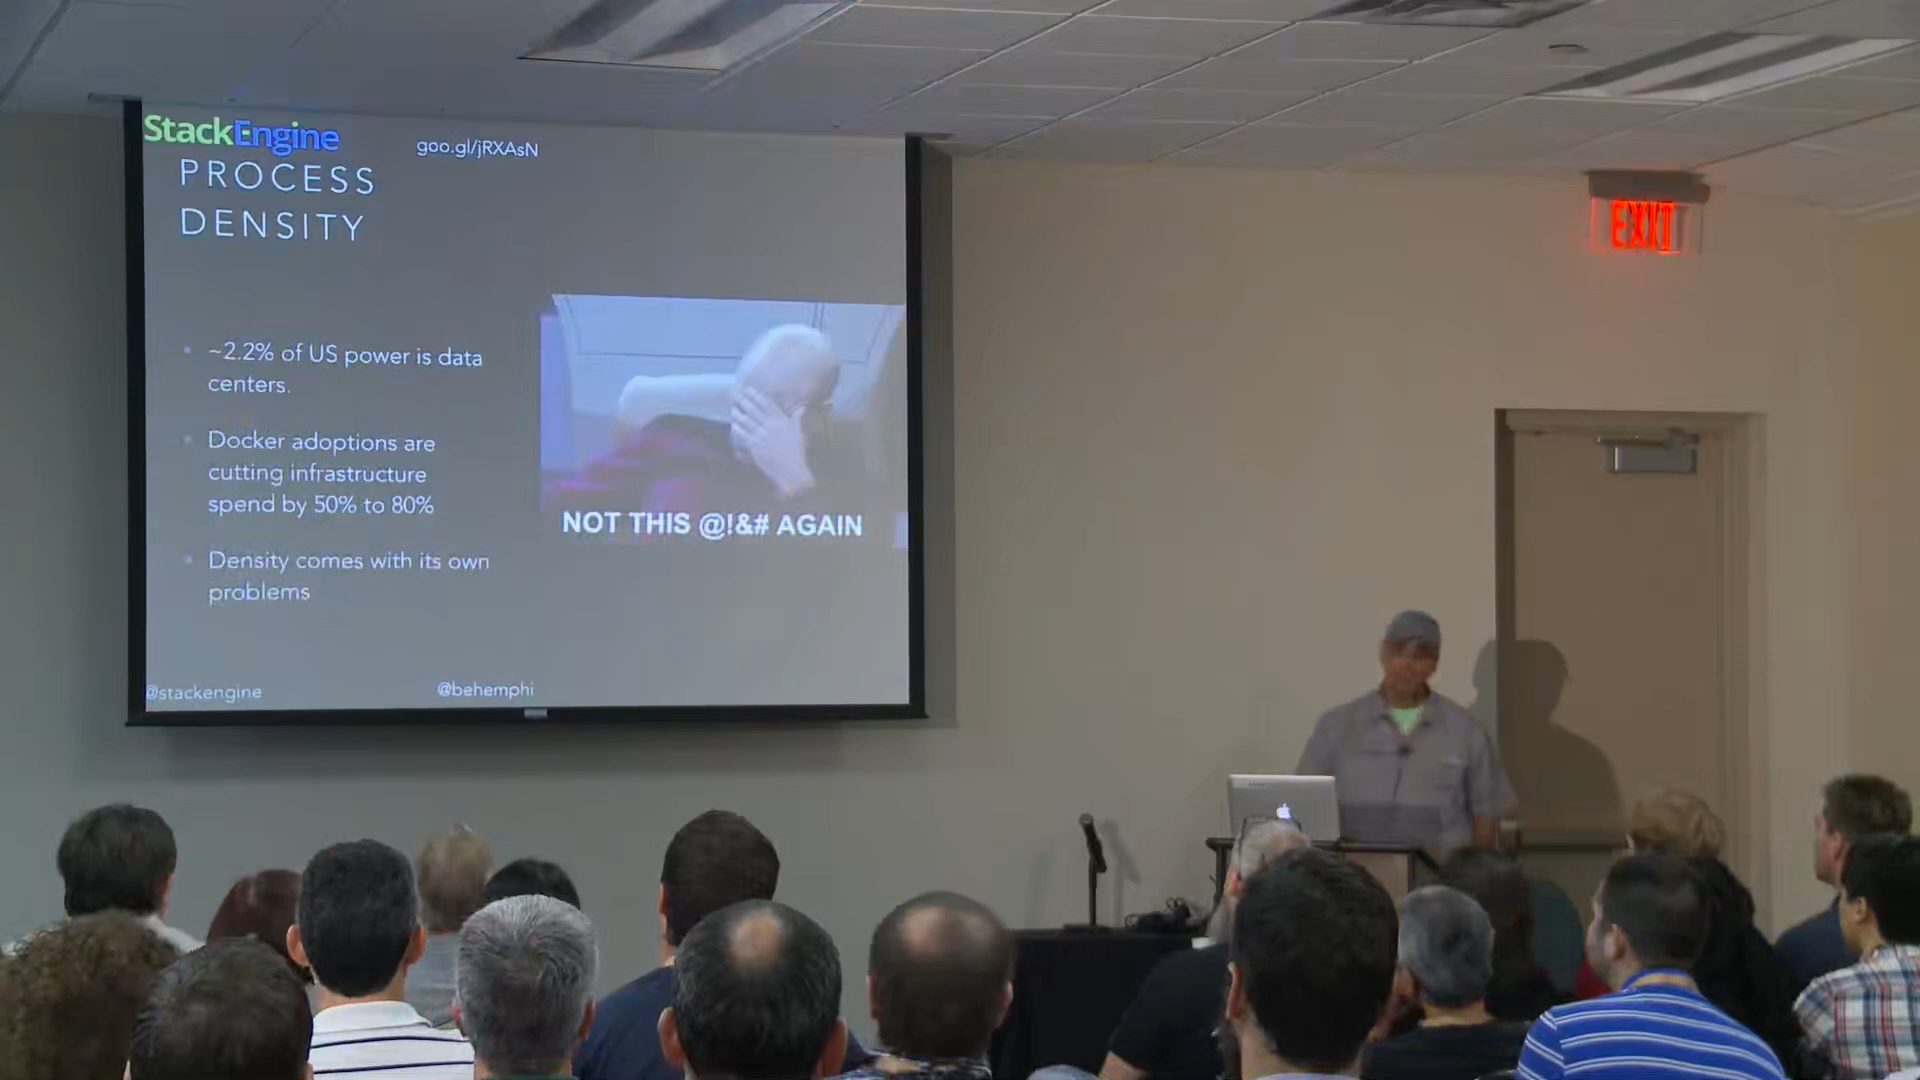 StackEngine
goo.gl/jRXAsN
PROCESS
DENSITY
~2.2% of US power is data
centers.
Docker adoptions are
cutting infrastructure
spend by 50% to 80%
Density comes with its own
problems
NOT THIS @!&# AGAIN
@stackengine
@behemphi
EXIT